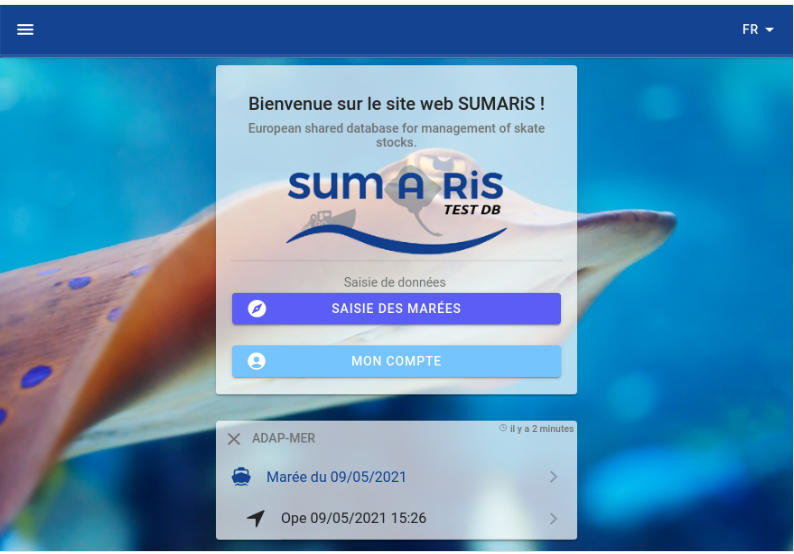 FR
Bienvenue sur le site web SUMARiS !
European shared database for management of skate
stocks.
sumARiS
TEST DB
Saisie de données
SAISIE DES MARÉES
MON COMPTE
il y a 2 minutes
ADAP-MER
Marée du 09/05/2021
Ope 09/05/2021 15:26